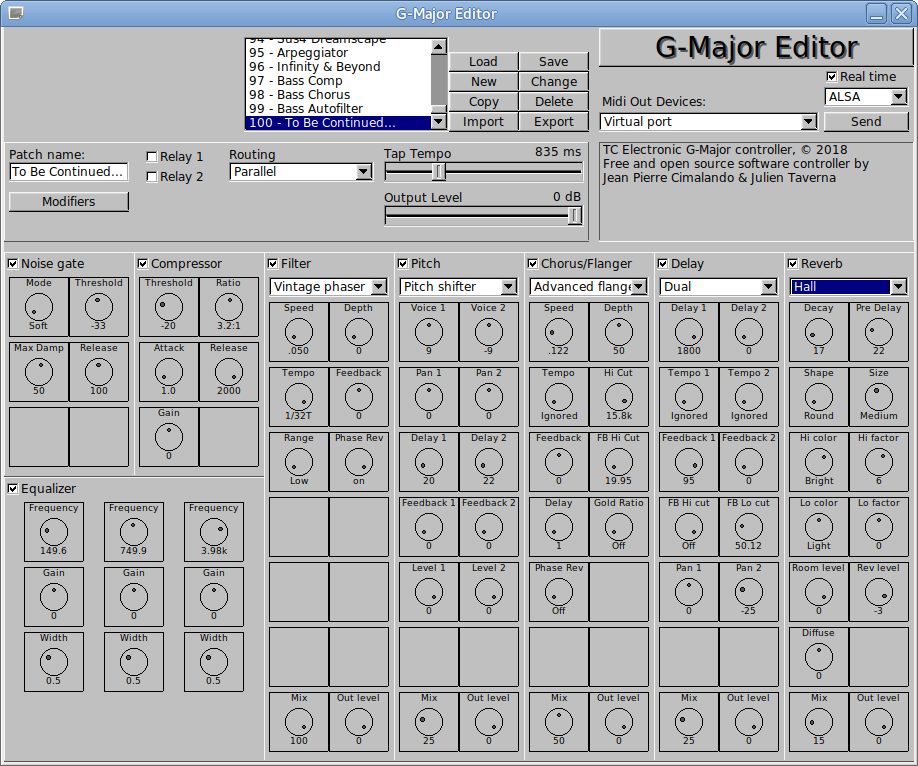 G-Major Editor
94 - Sus4 Dreamscape
95 - Arpeggiator
96 - Infinity & Beyond
97 - Bass Comp
98 - Bass Chorus
99 - Bass Autofilter
100 - To Be Continued...
Load Save
New Change
Copy Delete
Import Export
G-Major Editor
Real time
Midi Out Devices: ALSA
Virtual port Send
Patch name: Relay 1 Routing Tap Tempo 835 ms
To Be Continued... Relay 2 Parallel
Modifiers Output Level 0 dB
TC Electronic G-Major controller, © 2018
Free and open source software controller by
Jean Pierre Cimalando & Julien Taverna
Noise gate
Mode Threshold
Soft -33
Max Damp Release
50 100
Compressor
Threshold Ratio
-20 3.2:1
Attack Release
1.0 2000
Gain
0
Equalizer
Frequency Frequency Frequency
149.6 749.9 3.98k
Gain Gain Gain
0 0 0
Width Width Width
0.5 0.5 0.5
Filter
Vintage phaser
Speed Depth
.050 0
Tempo Feedback
1/32T 0
Range Phase Rev
Low on
Mix Out level
100 0
Pitch
Pitch shifter
Voice 1 Voice 2
9 -9
Pan 1 Pan 2
0 0
Delay 1 Delay 2
20 22
Feedback 1 Feedback 2
0 0
Level 1 Level 2
0 0
Mix Out level
25 0
Chorus/Flanger
Advanced flange
Speed Depth
.122 50
Tempo Hi Cut
Ignored 15.8k
Feedback FB Hi Cut
0 19.95
Delay Gold Ratio
1 Off
Phase Rev
Off
Mix Out level
50 0
Delay
Dual
Delay 1 Delay 2
1800 0
Tempo 1 Tempo 2
Ignored Ignored
Feedback 1 Feedback 2
95 0
FB Hi cut FB Lo cut
Off 50.12
Pan 1 Pan 2
0 -25
Mix Out level
25 0
Reverb
Hall
Decay Pre Delay
17 22
Shape Size
Round Medium
Hi color Hi factor
Bright 6
Lo color Lo factor
Light 0
Room level Rev level
0 -3
Diffuse
0
Mix Out level
15 0